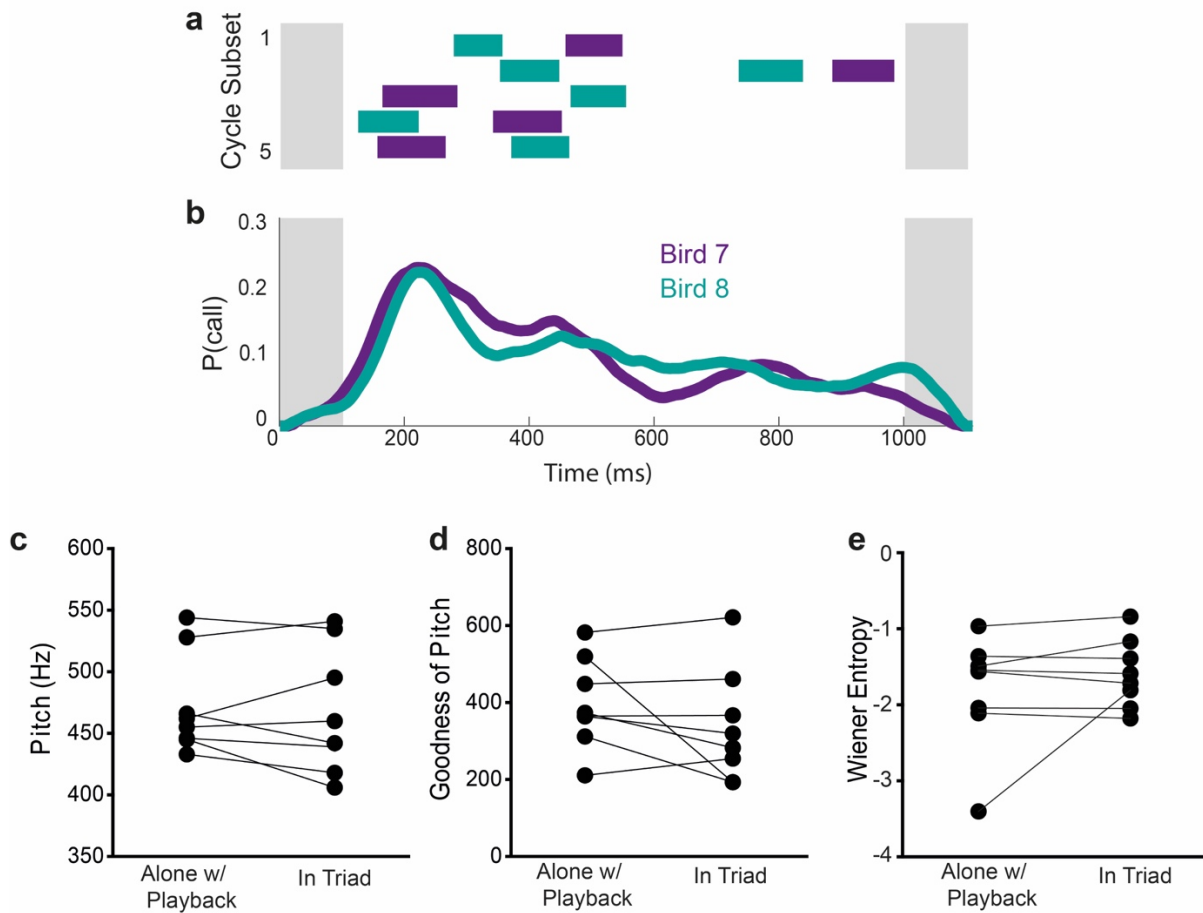 a
Cycle Subset
1
5
b
P(call)
0.3
0.2
0.1
0
Bird 7
Bird 8
0 200 400 600 800 1000
Time (ms)
c
Pitch (Hz)
600
550
500
450
400
350
Alone w/
Playback
In Triad
d
Goodness of Pitch
800
600
400
200
0
Alone w/
Playback
In Triad
e
Wiener Entropy
0
-1
-2
-3
-4
Alone w/
Playback
In Triad